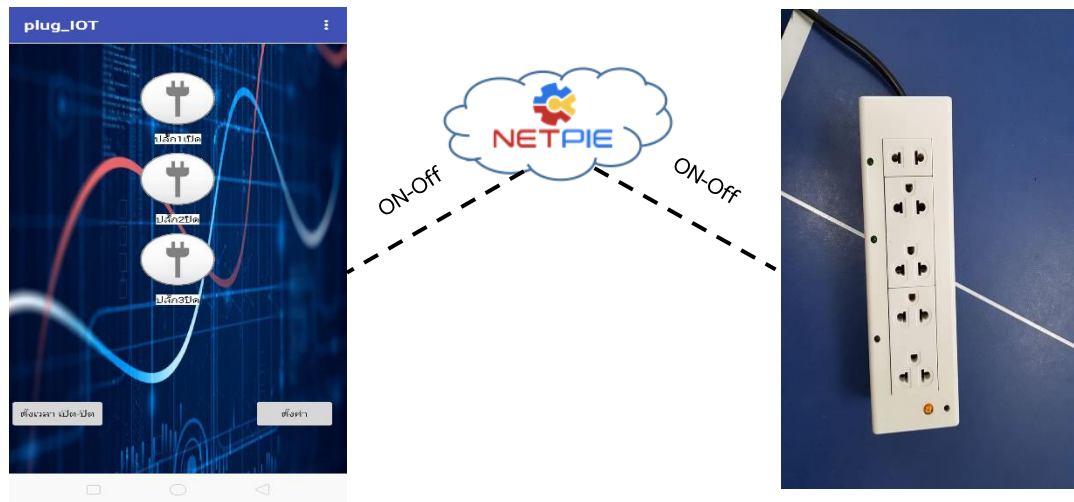 plug_IOT
ปลั๊ก1เปิด
ปลั๊ก2ปิด
ปลั๊ก3ปิด
ตั้งเวลา เปิด-ปิด
ตั้งค่า
NETPIE
ON-Off
ON-Off